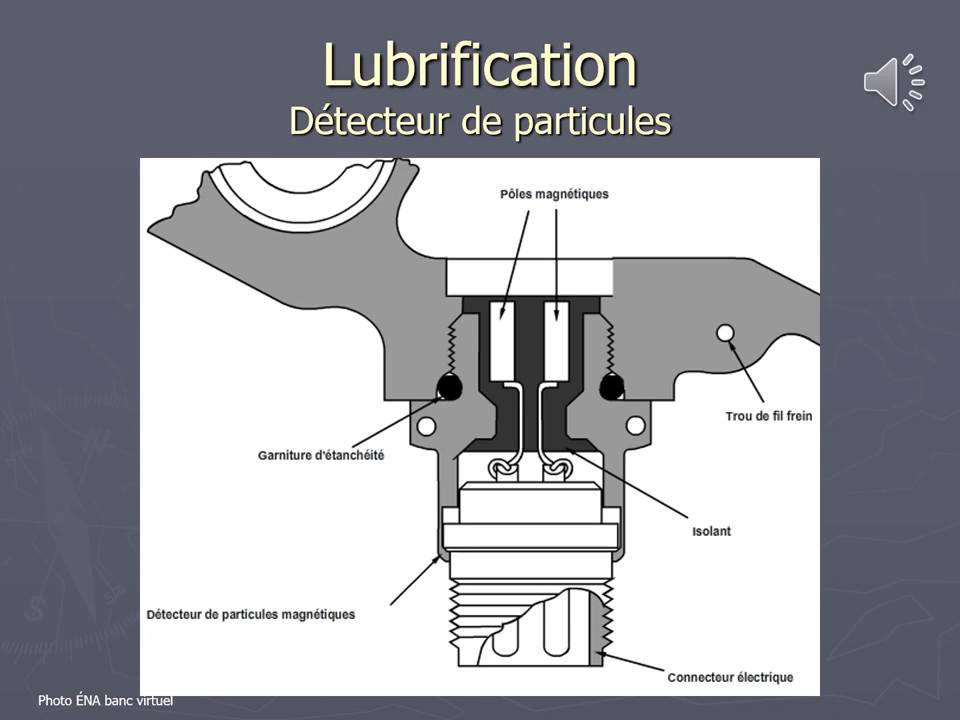 Lubrification
Détecteur de particules
Pôles magnétiques
Trou de fil frein
Garniture d'étanchéité
Isolant
Détecteur de particules magnétiques
Connecteur électrique
Photo ÉNA banc virtuel